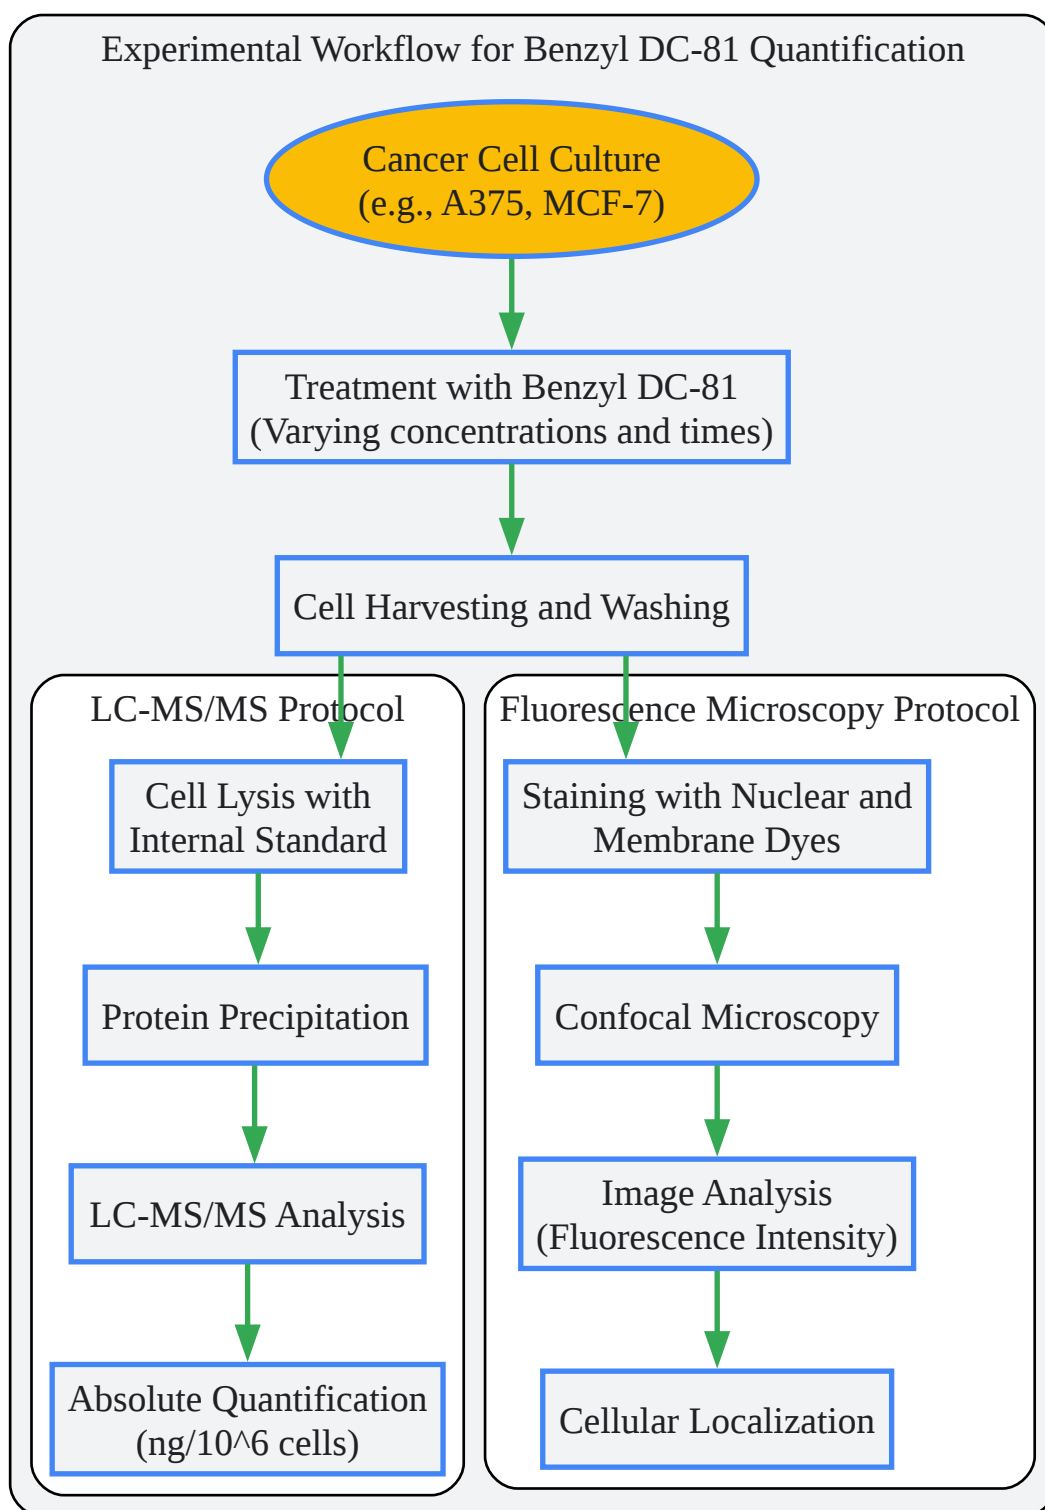 Experimental Workflow for Benzyl DC-81 Quantification
Cancer Cell Culture
(e.g., A375, MCF-7)
Treatment with Benzyl DC-81
(Varying concentrations and times)
Cell Harvesting and Washing
LC-MS/MS Protocol
Cell Lysis with
Internal Standard
Protein Precipitation
LC-MS/MS Analysis
Absolute Quantification
(ng/10^6 cells)
Fluorescence Microscopy Protocol
Staining with Nuclear and
Membrane Dyes
Confocal Microscopy
Image Analysis
(Fluorescence Intensity)
Cellular Localization